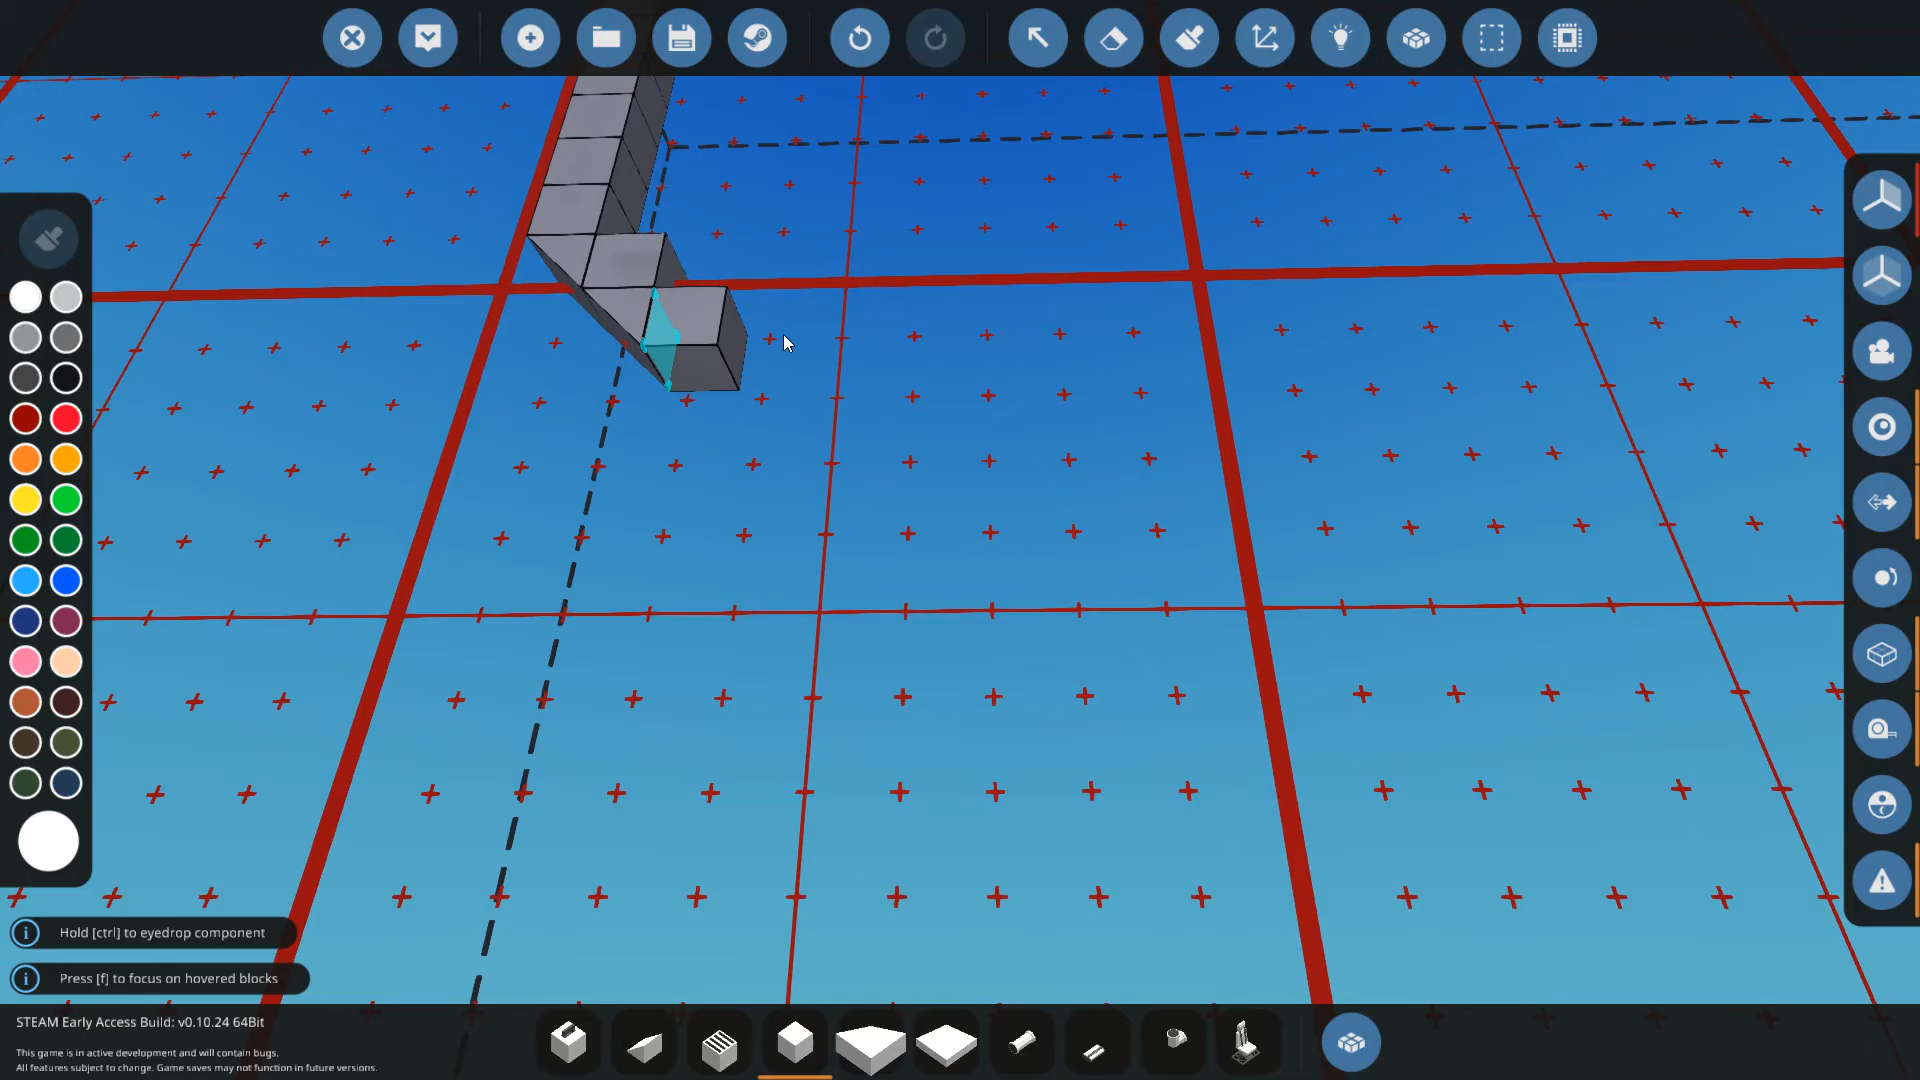 Hold [ctrl] to eyedrop component
Press [f] to focus on hovered blocks
STEAM Early Access Build: v0.10.24 64Bit
This game is in active development and will contain bugs.
All features subject to change. Game saves may not function in future versions.